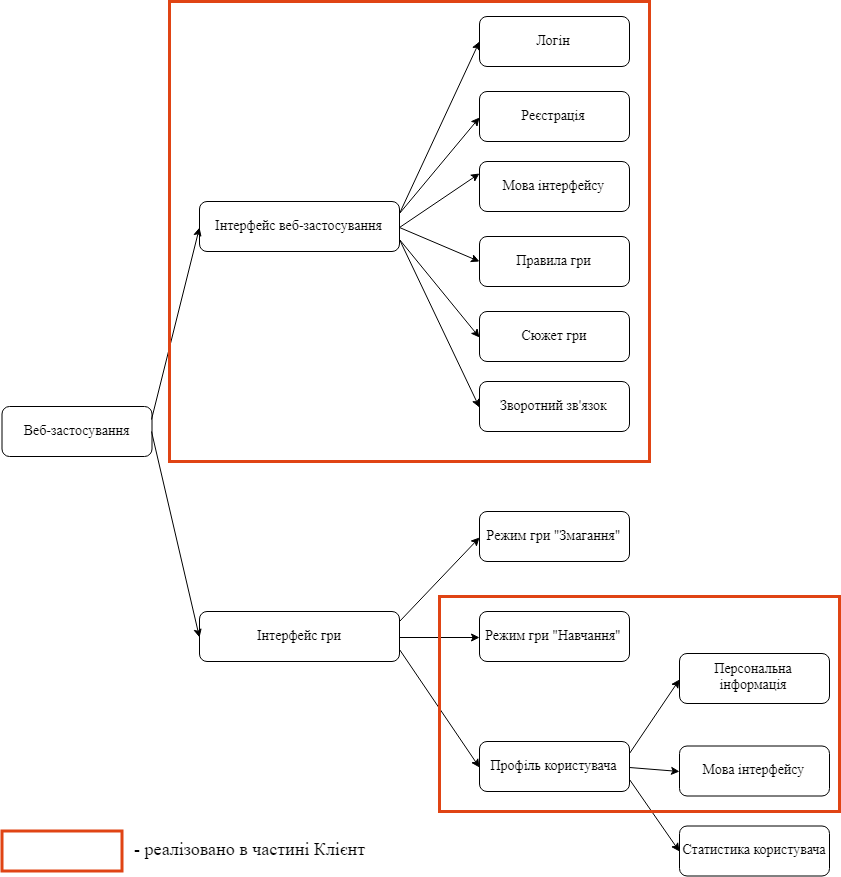 Логін
Реєстрація
Мова інтерфейсу
Інтерфейс веб-застосування
Правила гри
Сюжет гри
Зворотний зв'язок
Веб-застосування
Режим гри "Змагання"
Інтерфейс гри
Режим гри "Навчання"
Персональна
інформація
Профіль користувача
Мова інтерфейсу
Статистика користувача
- реалізовано в частині Клієнт